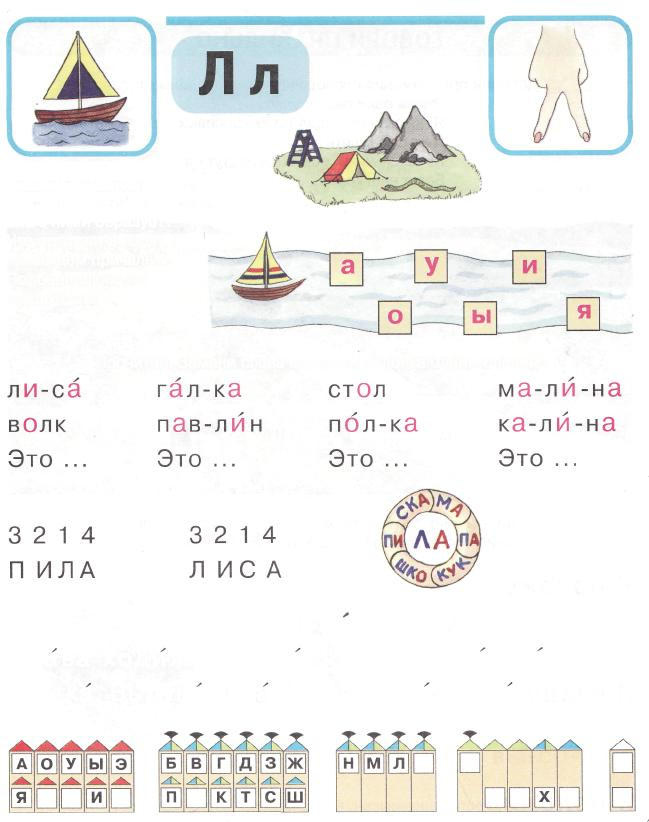 Л л
а у и
о ы я
ли-са́ га́л-ка стол ма-ли́-на
волк пав-ли́н по́л-ка ка-ли́-на
Это ... Это ... Это ... Это ...
3 2 1 4 3 2 1 4
ПИЛА ЛИСА
СКА МА ПА КУК ШКО ПИ ЛА
А О У Ы Э Б В Г Д З Ж Н М Л
Я И П К Т С Ш Х